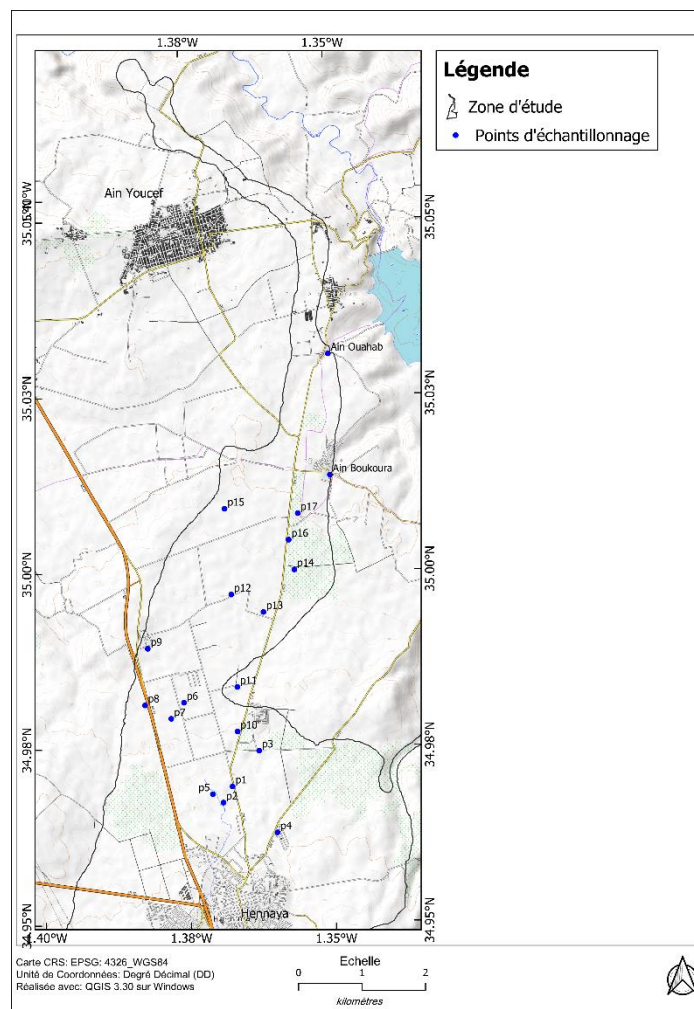 1.38°W 1.35°W
Légende
Zone d'étude
Points d'échantillonnage
Ain Youcef
35.05°N
35.05°N
Ain Ouahab
35.03°N
35.03°N
Ain Boukoura
p15
p17
p16
p14
35.00°N
35.00°N
p12
p13
p9
p11
p6
p8
p7
p10
34.98°N
34.98°N
p3
p1
p5
p2
p4
Hennaya
34.95°N
34.95°N
1.40°W 1.38°W 1.35°W
Carte CRS: EPSG: 4326_WGS84
Unité de Coordonnées: Degré Décimal (DD)
Réalisée avec: QGIS 3.30 sur Windows
Echelle
0 1 2
kilomètres